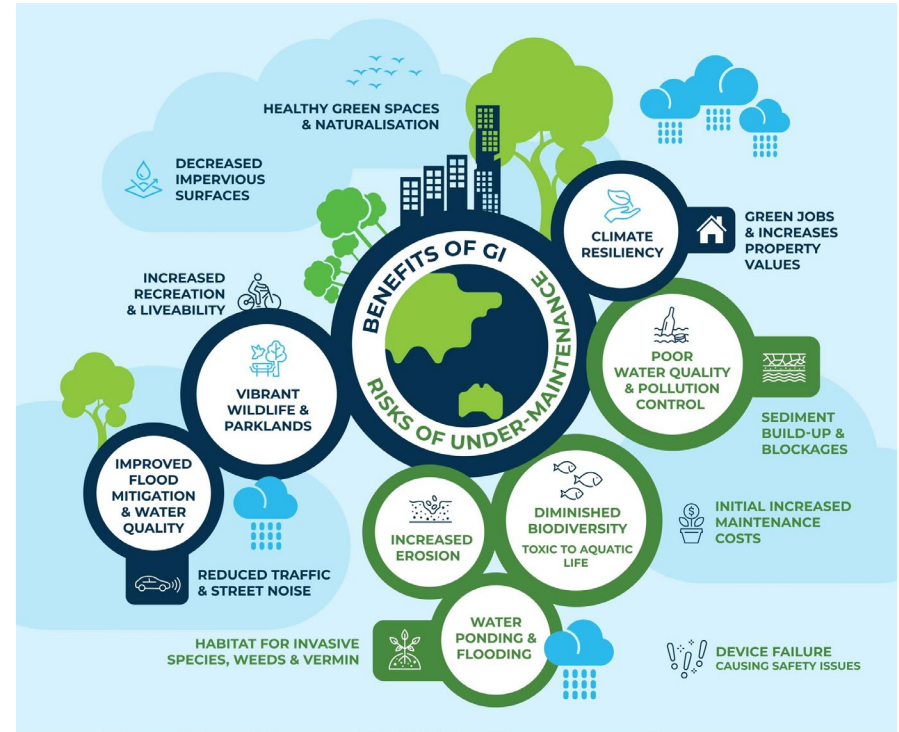 HEALTHY GREEN SPACES
& NATURALISATION
DECREASED
IMPERVIOUS
SURFACES
INCREASED
RECREATION
& LIVEABILITY
BENEFITS OF GI
RISKS OF UNDER-MAINTENANCE
CLIMATE
RESILIENCY
GREEN JOBS
& INCREASES
PROPERTY
VALUES
VIBRANT
WILDLIFE &
PARKLANDS
IMPROVED
FLOOD
MITIGATION
& WATER
QUALITY
REDUCED TRAFFIC
& STREET NOISE
POOR
WATER QUALITY
& POLLUTION
CONTROL
SEDIMENT
BUILD-UP &
BLOCKAGES
INCREASED
EROSION
DIMINISHED
BIODIVERSITY
TOXIC TO AQUATIC
LIFE
$
INITIAL INCREASED
MAINTENANCE
COSTS
HABITAT FOR INVASIVE
SPECIES, WEEDS & VERMIN
WATER
PONDING &
FLOODING
DEVICE FAILURE
CAUSING SAFETY ISSUES